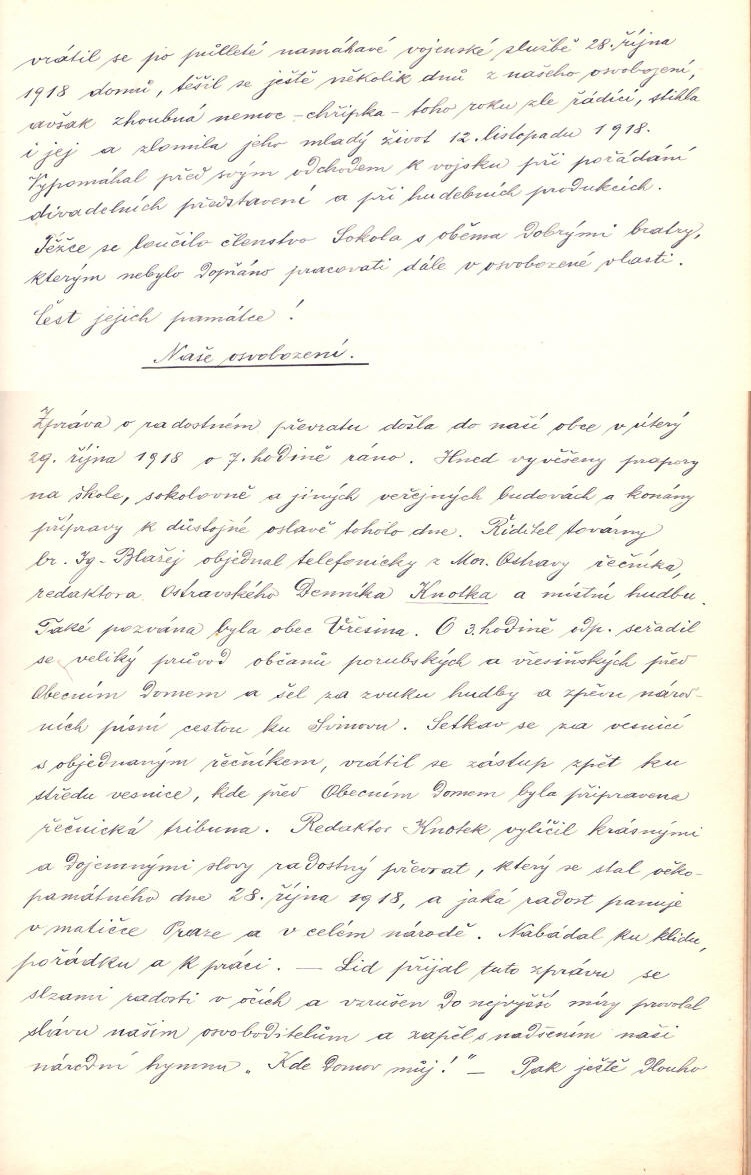 vrátil se po půlleté namáhavé vojenské službě 28. října
1918 domů, těšil se ještě několik dnů z našeho osvobození,
avšak zhoubná nemoc - chřipka - toho roku zle řádící, stihla
i jej a zlomila jeho mladý život 12. listopadu 1918.
Vypomáhal před svým odchodem k vojsku při pořádání
divadelních představení a při hudebních produkcích.
Těžce se loučilo členstvo Sokola s oběma dobrými bratry,
kterým nebylo dopřáno pracovati dále v osvobozené vlasti.
Čest jejich památce!
Naše osvobození.
Zpráva o radostném převratu došla do naší obce v úterý
29. října 1918 o 7. hodině ráno. Hned vyvěšeny prapory
na škole, sokolovně a jiných veřejných budovách a konány
přípravy k důstojné oslavě tohoto dne. Ředitel továrny
br. Ig. Blažej objednal telefonicky z Mor. Ostravy řečníka,
redaktora Ostravského Denníka Knotka a místní hudbu.
Také pozvána byla obec Vřesina. O 3. hodině odp. seřadil
se veliký průvod občanů porubských a vřesiňských před
Obecním Domem a šel za zvuku hudby a zpěvu národ-
ních písní cestou ku Svinovu. Setkav se za vesnicí
s objednaným řečníkem, vrátil se zástup zpět ku
středu vesnice, kde před Obecním domem byla připravena
řečnická tribuna. Redaktor Knotek vylíčil krásnými
a dojemnými slovy radostný převrat, který se stal věko-
památného dne 28. října 1918, a jaká radost panuje
v matičce Praze a v celém národě. Nabádal ku klidu,
pořádku a k práci. — Lid přijal tuto zprávu se
slzami radosti v očích a vzrušen do nejvyšší míry provolal
slávu našim osvoboditelům a zapěl s nadšením naši
národní hymnu „Kde domov můj!" — Pak ještě dlouho